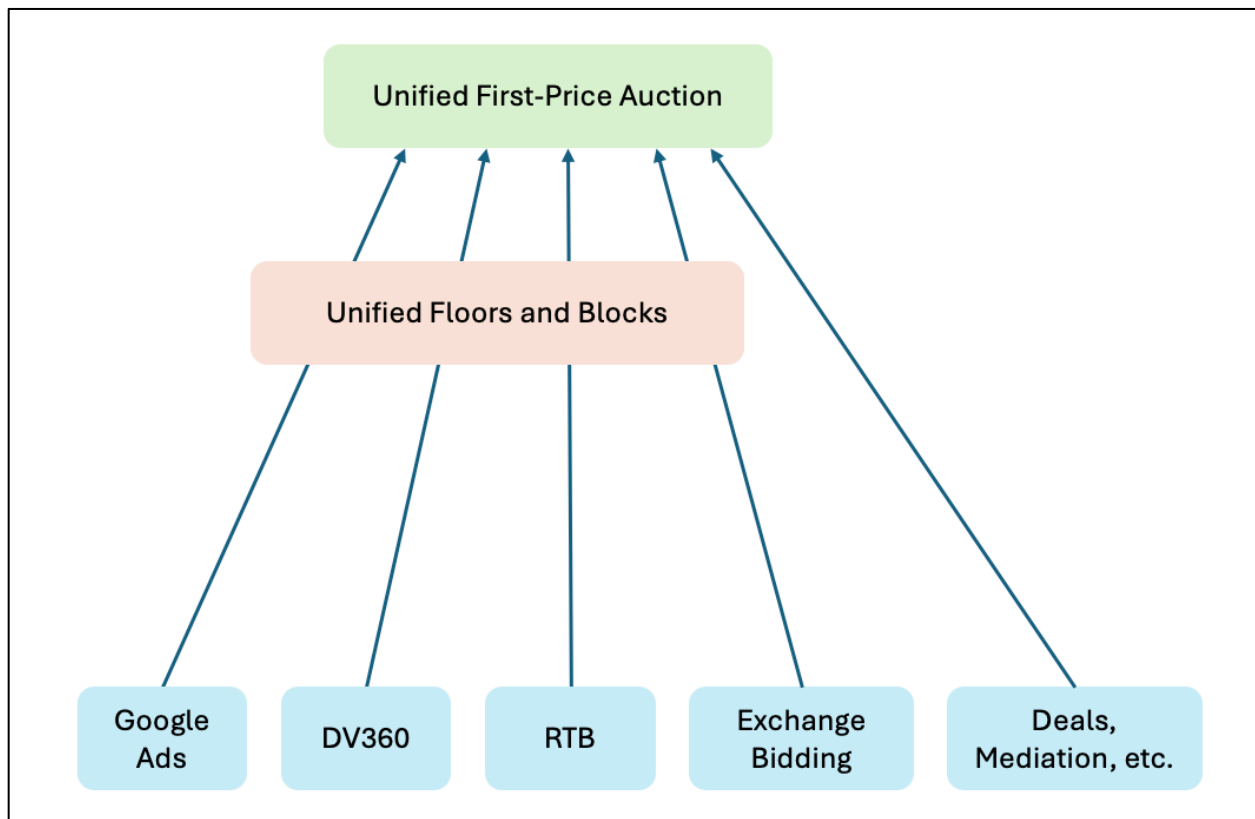 Unified First-Price Auction
Unified Floors and Blocks
Google
Ads
DV360
RTB
Exchange
Bidding
Deals,
Mediation, etc.